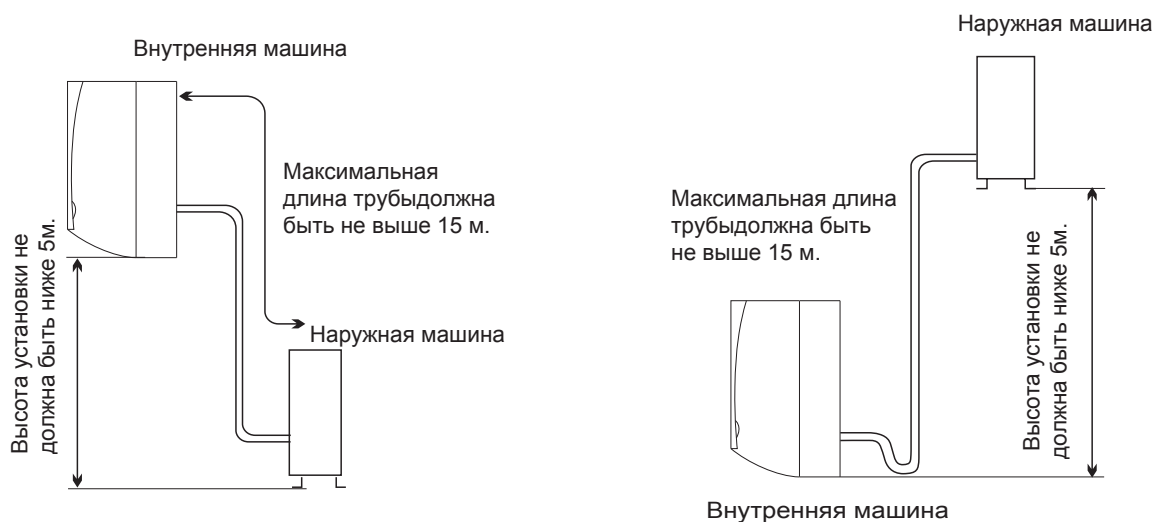 Внутренняя машина
Максимальная
длина трубыдолжна
быть не выше 15 м.
Высота установки не
должна быть ниже 5м.
Наружная машина
Наружная машина
Максимальная длина
трубыдолжна быть
не выше 15 м.
Высота установки не
должна быть ниже 5м.
Внутренняя машина